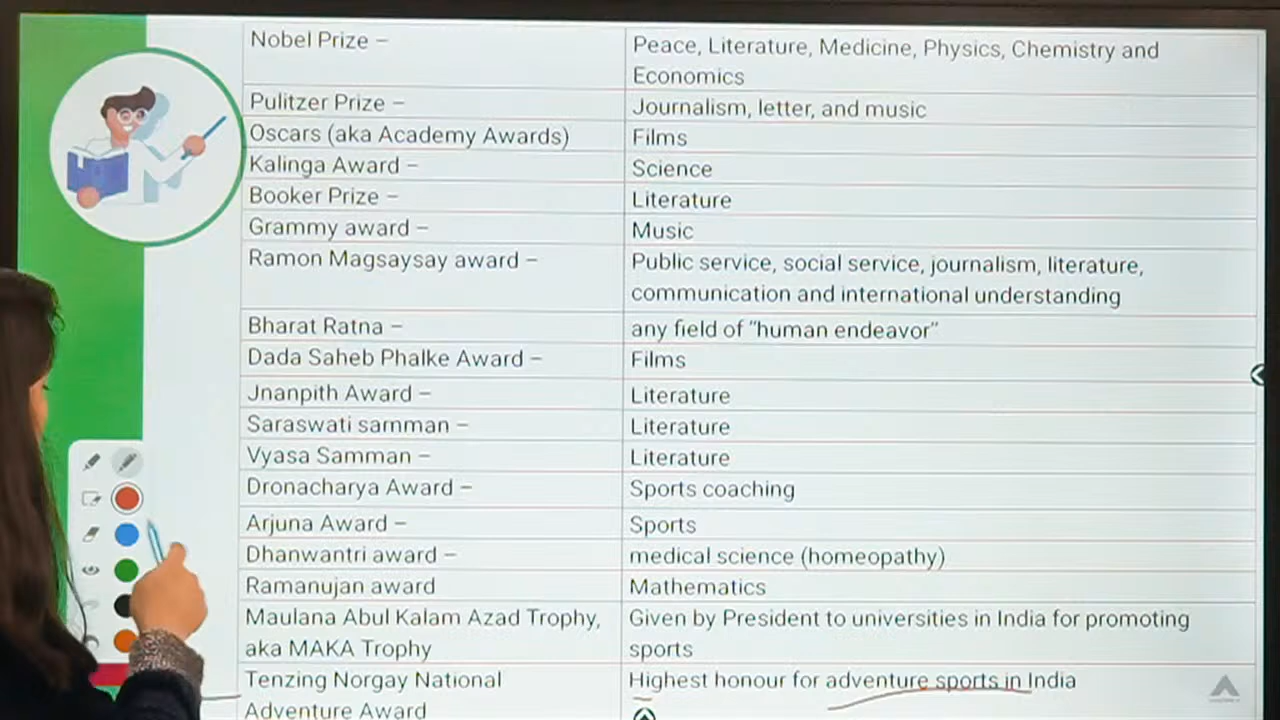 Nobel Prize –
Peace, Literature, Medicine, Physics, Chemistry and
Economics
Pulitzer Prize –
Journalism, letter, and music
Oscars (aka Academy Awards)
Films
Kalinga Award –
Science
Booker Prize –
Literature
Grammy award –
Music
Ramon Magsaysay award –
Public service, social service, journalism, literature,
communication and international understanding
Bharat Ratna –
any field of "human endeavor"
Dada Saheb Phalke Award –
Films
Jnanpith Award –
Literature
Saraswati samman –
Literature
Vyasa Samman –
Literature
Dronacharya Award –
Sports coaching
Arjuna Award –
Sports
Dhanwantri award –
medical science (homeopathy)
Ramanujan award
Mathematics
Maulana Abul Kalam Azad Trophy,
aka MAKA Trophy
Given by President to universities in India for promoting
sports
Tenzing Norgay National
Adventure Award
Highest honour for adventure sports in India